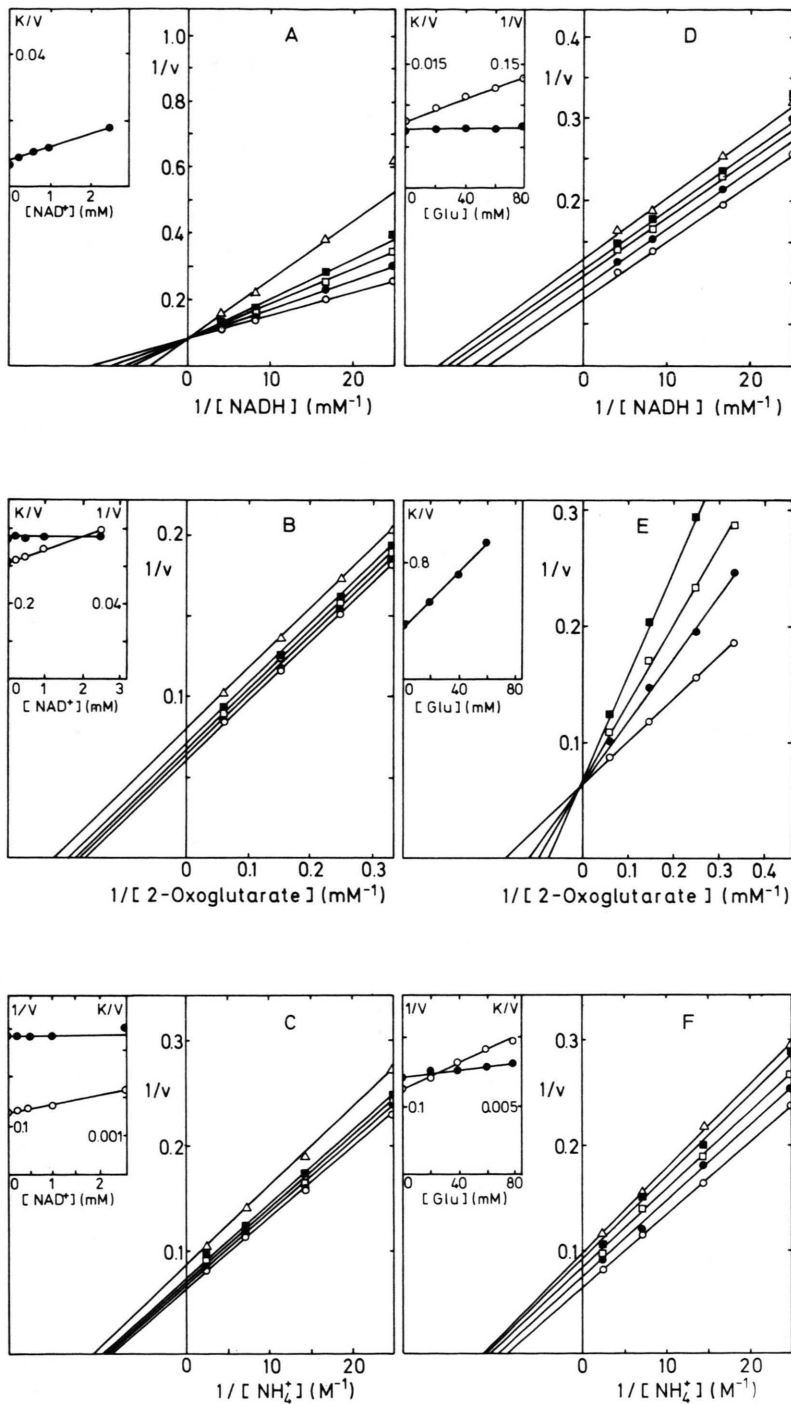 K/V
0.04
0 1 2
[NAD⁺] (mM)
A
1.0
1/v
0.8
0.6
0.4
0.2
0 10 20
1/[NADH] (mM⁻¹)
K/V 1/V
0.015 0.15
0 40 80
[Glu] (mM)
D
0.4
1/v
0.3
0.2
0 10 20
1/[NADH] (mM⁻¹)
K/V 1/V
0.2 0.04
0 1 2 3
[NAD⁺] (mM)
B
0.2
1/v
0.1
0 0.1 0.2 0.3
1/[2-Oxoglutarate] (mM⁻¹)
K/V
0.8
0 40 80
[Glu] (mM)
E
0.3
1/v
0.2
0.1
0 0.1 0.2 0.3 0.4
1/[2-Oxoglutarate] (mM⁻¹)
1/V K/V
0.1 0.001
0 1 2
[NAD⁺] (mM)
C
0.3
1/v
0.2
0.1
0 10 20
1/[NH₄⁺] (M⁻¹)
1/V K/V
0.1 0.005
0 40 80
[Glu] (mM)
F
0.3
1/v
0.2
0.1
0 10 20
1/[NH₄⁺] (M⁻¹)